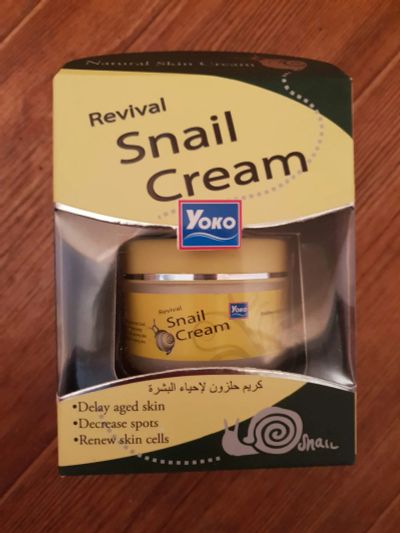 Natural Skin Cream
Revival
Snail
Cream
YOKO
Revival
Snail
Cream
YOKO
كريم حلزون لاحياء البشرة
•Delay aged skin
•Decrease spots
•Renew skin cells
Snail